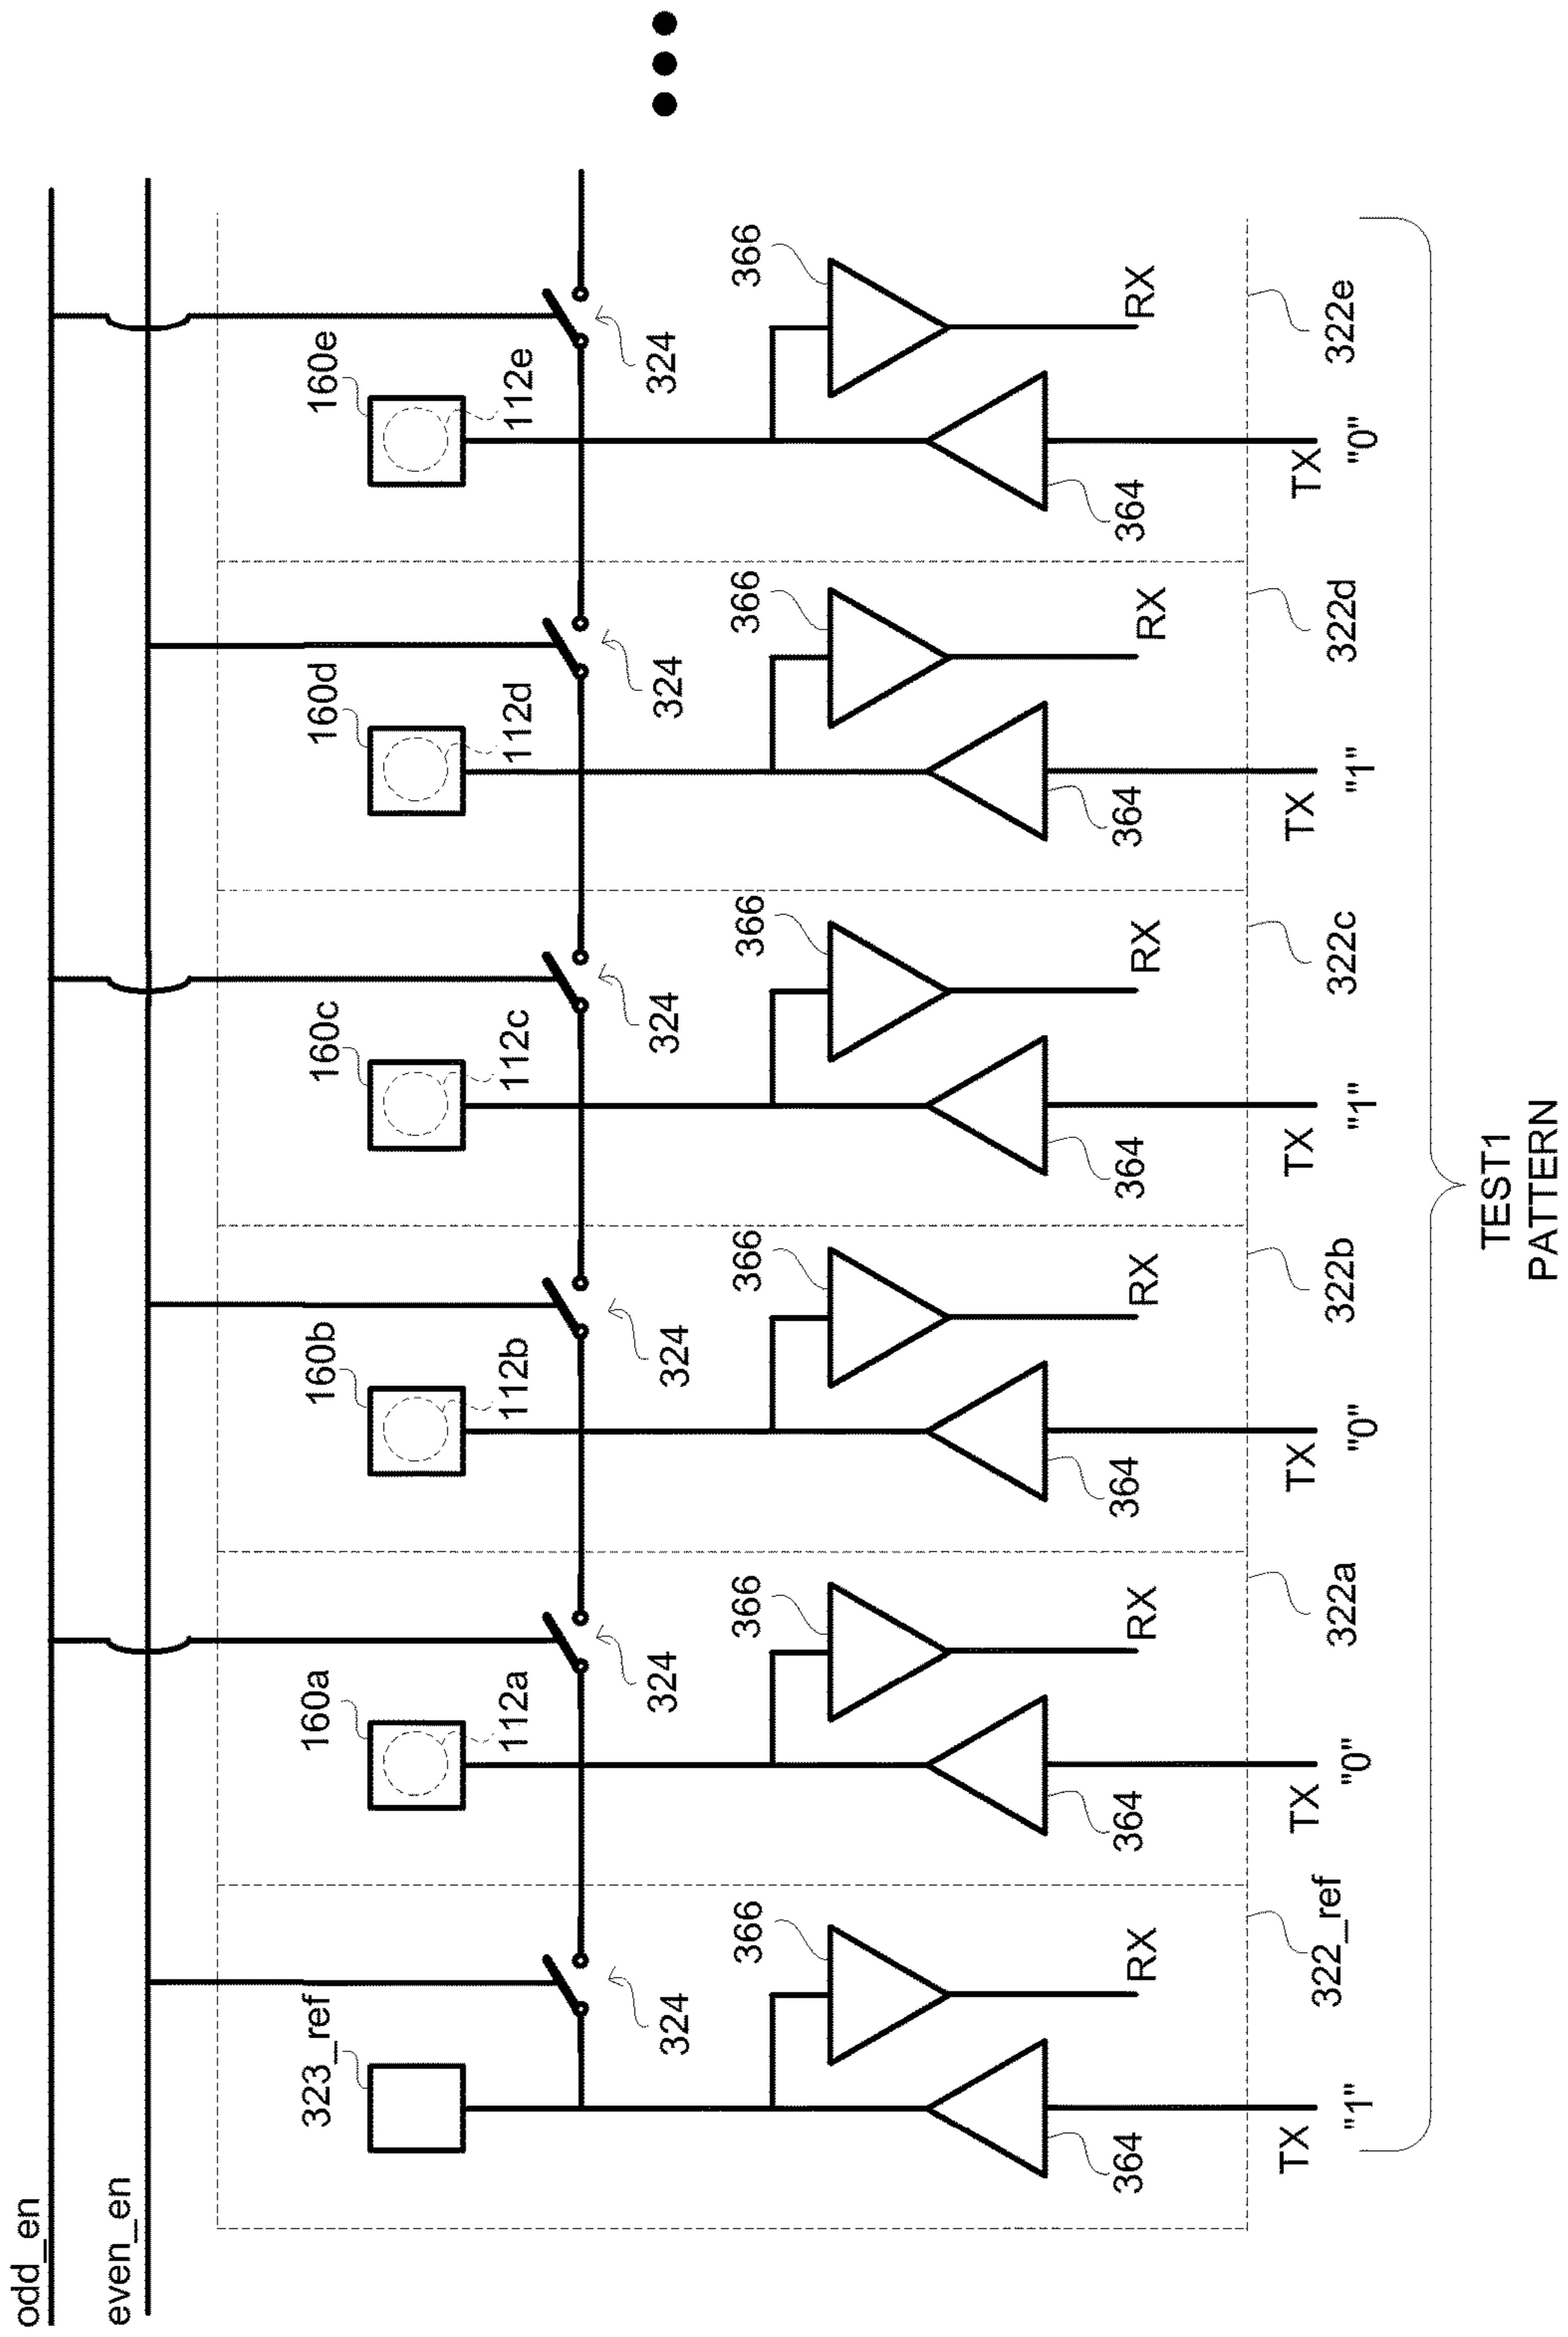 odd_en
even_en
323_ref
160a
160b
160c
160d
160e
112a
112b
112c
112d
112e
324
324
324
324
324
324
366
366
366
366
366
366
364
364
364
364
364
364
RX
RX
RX
RX
RX
RX
TX
TX
TX
TX
TX
TX
"1"
"0"
"0"
"1"
"1"
"0"
322_ref
322a
322b
322c
322d
322e
TEST1
PATTERN